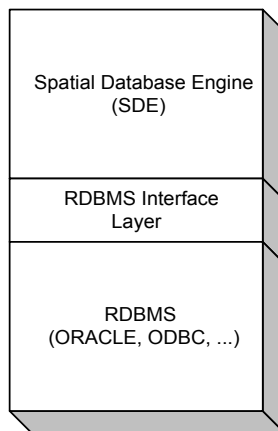 Spatial Database Engine
(SDE)
RDBMS Interface
Layer
RDBMS
(ORACLE, ODBC, ...)